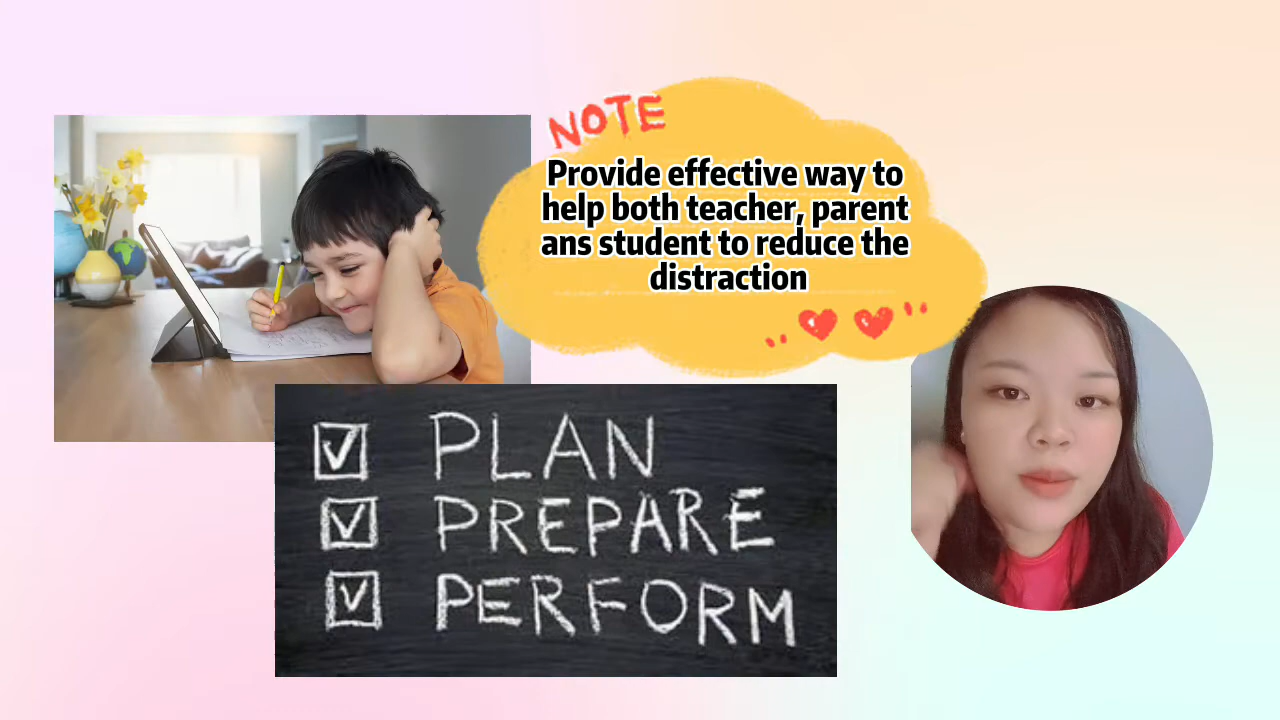 NOTE
Provide effective way to
help both teacher, parent
ans student to reduce the
distraction
PLAN
PREPARE
PERFORM